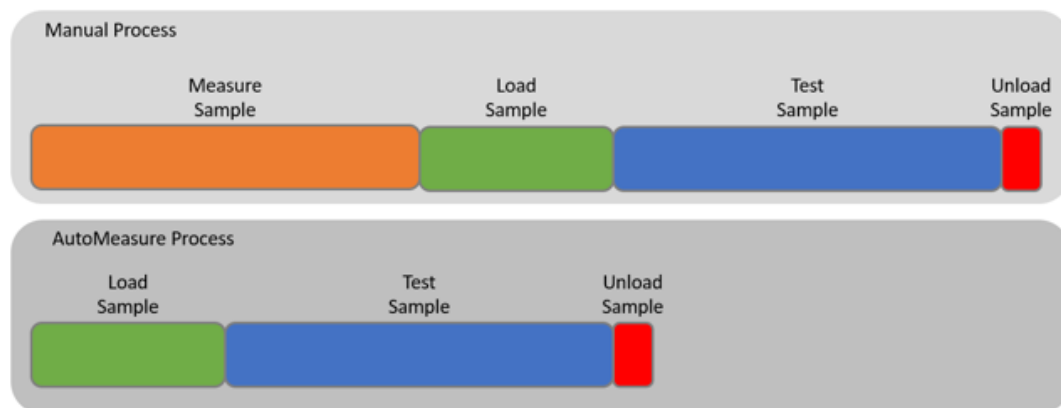 Manual Process
Measure
Sample
Load
Sample
Test
Sample
Unload
Sample
AutoMeasure Process
Load
Sample
Test
Sample
Unload
Sample